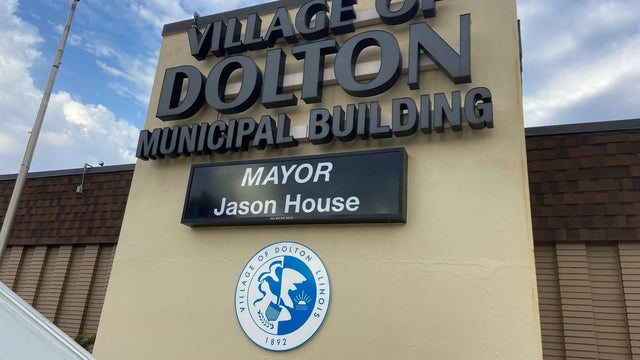 VILLAGE OF
DOLTON
MUNICIPAL BUILDING
MAYOR
Jason House
VILLAGE OF DOLTON ILLINOIS
1892